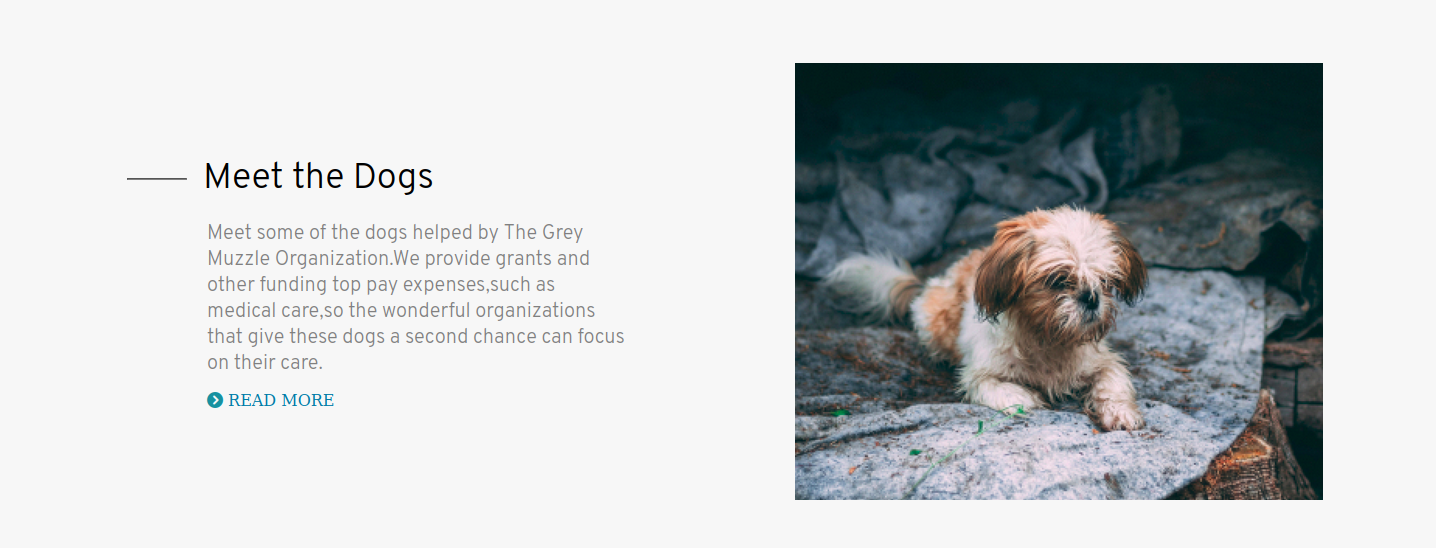 Meet the Dogs
Meet some of the dogs helped by The Grey
Muzzle Organization.We provide grants and
other funding top pay expenses,such as
medical care,so the wonderful organizations
that give these dogs a second chance can focus
on their care.
READ MORE